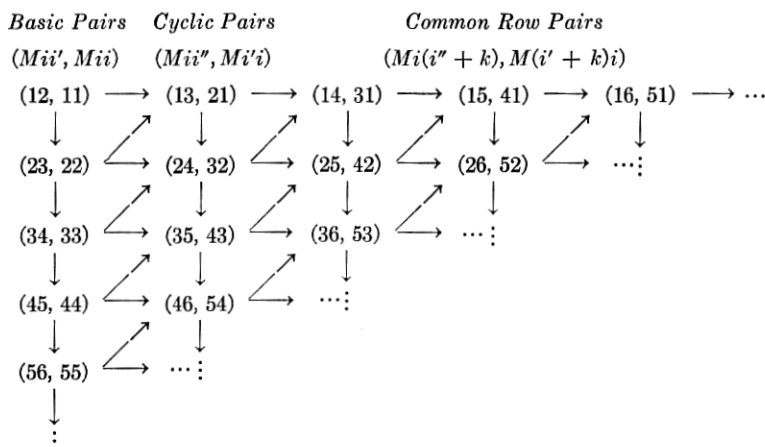 Basic Pairs Cyclic Pairs Common Row Pairs
(Mii′, Mii) (Mii″, Mi′i) (Mi(i″ + k), M(i′ + k)i)
(12, 11) ⟶ (13, 21) ⟶ (14, 31) ⟶ (15, 41) ⟶ (16, 51) ⟶ ⋯
(23, 22) (24, 32) (25, 42) (26, 52) ⋯⋮
(34, 33) (35, 43) (36, 53) ⋯⋮
(45, 44) (46, 54) ⋯⋮
(56, 55) ⋯⋮
⋮